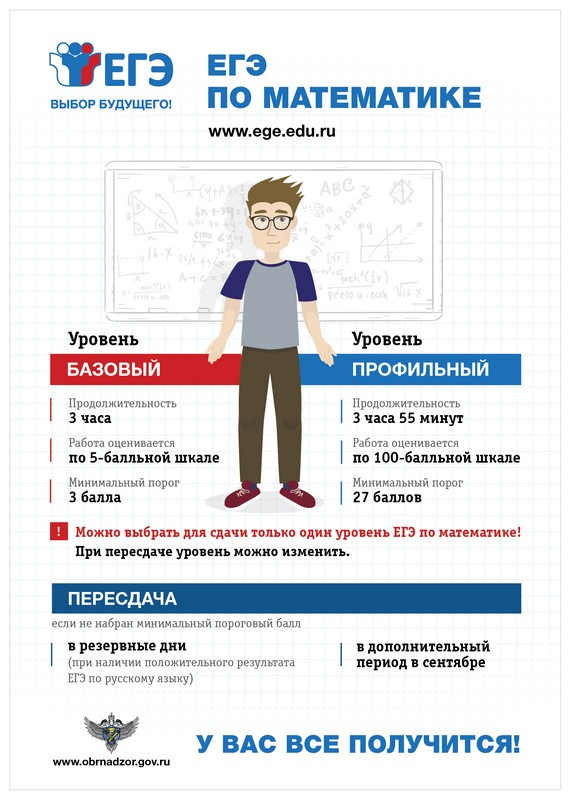 ЕГЭ
ВЫБОР БУДУЩЕГО!
ЕГЭ
ПО МАТЕМАТИКЕ
www.ege.edu.ru
ABC
Уровень
БАЗОВЫЙ
Продолжительность
3 часа
Работа оценивается
по 5-балльной шкале
Минимальный порог
3 балла
Уровень
ПРОФИЛЬНЫЙ
Продолжительность
3 часа 55 минут
Работа оценивается
по 100-балльной шкале
Минимальный порог
27 баллов
! Можно выбрать для сдачи только один уровень ЕГЭ по математике!
При пересдаче уровень можно изменить.
ПЕРЕСДАЧА
если не набран минимальный пороговый балл
в резервные дни
(при наличии положительного результата
ЕГЭ по русскому языку)
в дополнительный
период в сентябре
www.obrnadzor.gov.ru
У ВАС ВСЕ ПОЛУЧИТСЯ!